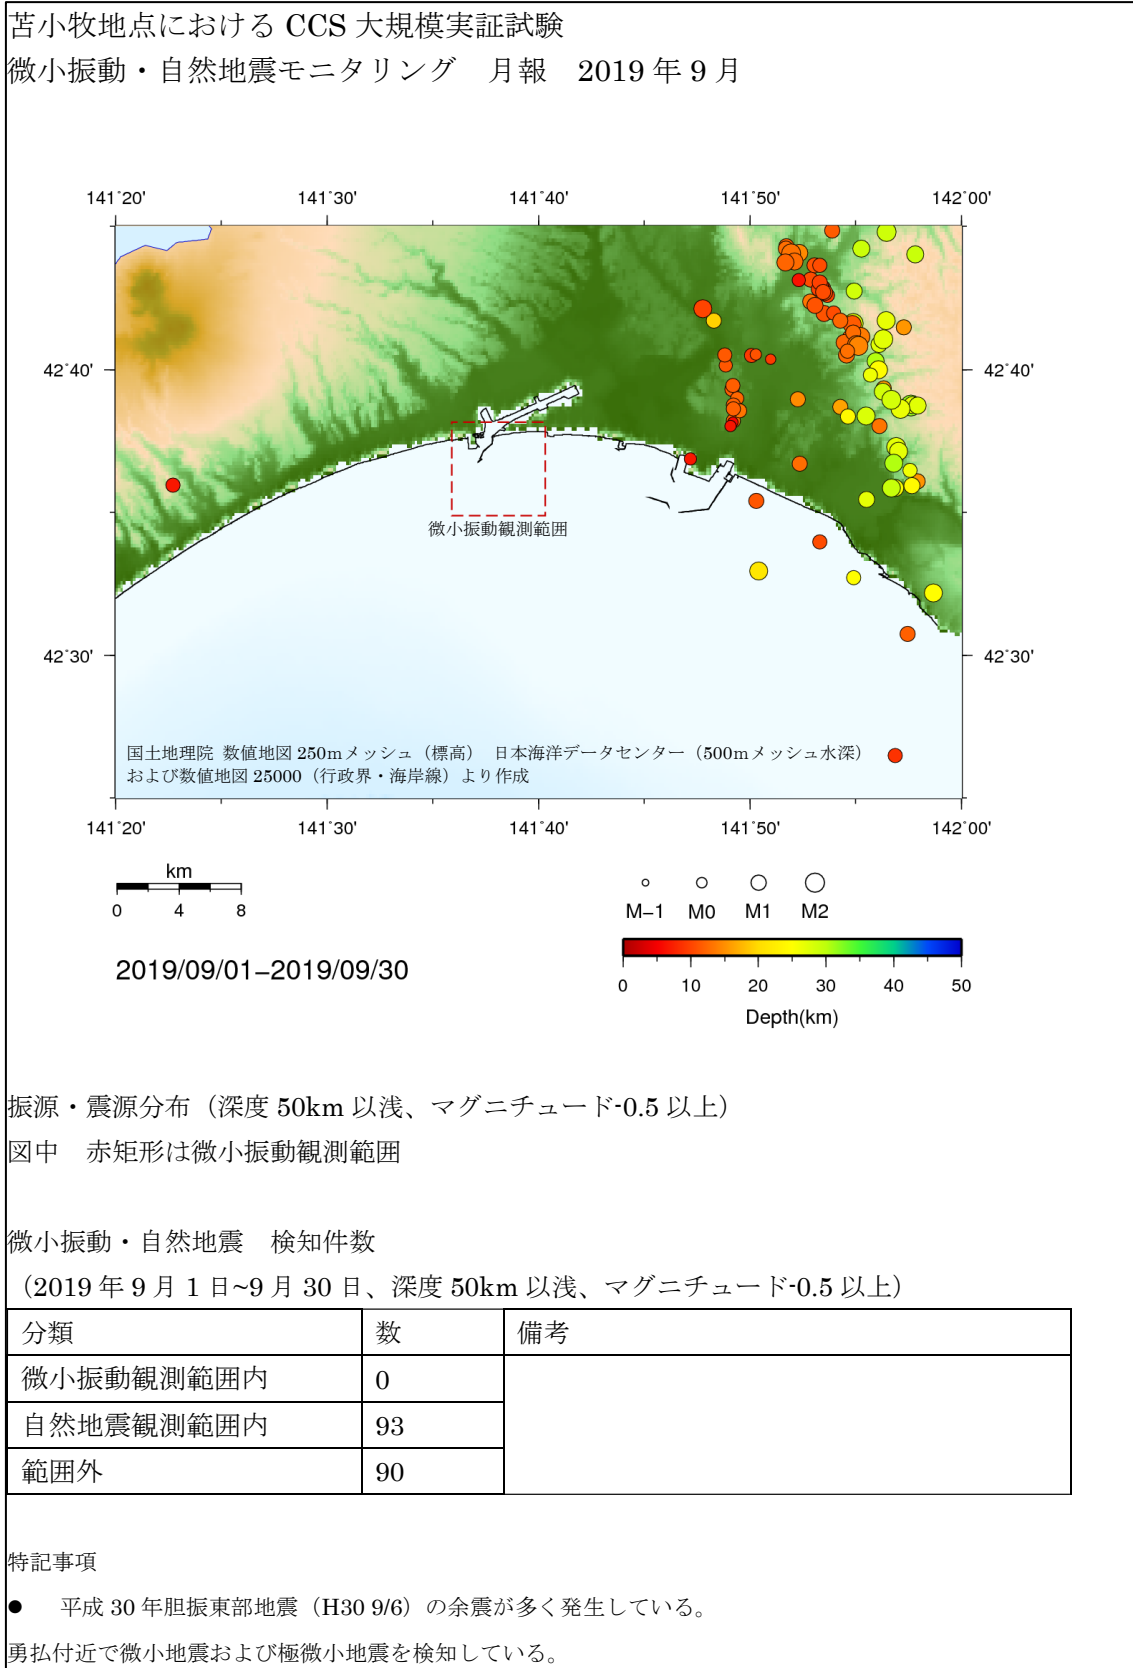 苫小牧地点における CCS 大規模実証試験
微小振動・自然地震モニタリング　月報　2019 年 9 月
141˚20' 141˚30' 141˚40' 141˚50' 142˚00'
42˚40' 42˚40'
微小振動観測範囲
42˚30' 42˚30'
国土地理院 数値地図 250mメッシュ（標高） 日本海洋データセンター（500mメッシュ水深）
および数値地図 25000（行政界・海岸線）より作成
141˚20' 141˚30' 141˚40' 141˚50' 142˚00'
km
0 4 8
M−1 M0 M1 M2
2019/09/01−2019/09/30
0 10 20 30 40 50
Depth(km)
振源・震源分布（深度 50km 以浅、マグニチュード-0.5 以上）
図中　赤矩形は微小振動観測範囲
微小振動・自然地震　検知件数
（2019 年 9 月 1 日~9 月 30 日、深度 50km 以浅、マグニチュード-0.5 以上）
分類 数 備考
微小振動観測範囲内 0
自然地震観測範囲内 93
範囲外 90
特記事項
● 平成 30 年胆振東部地震（H30 9/6）の余震が多く発生している。
勇払付近で微小地震および極微小地震を検知している。